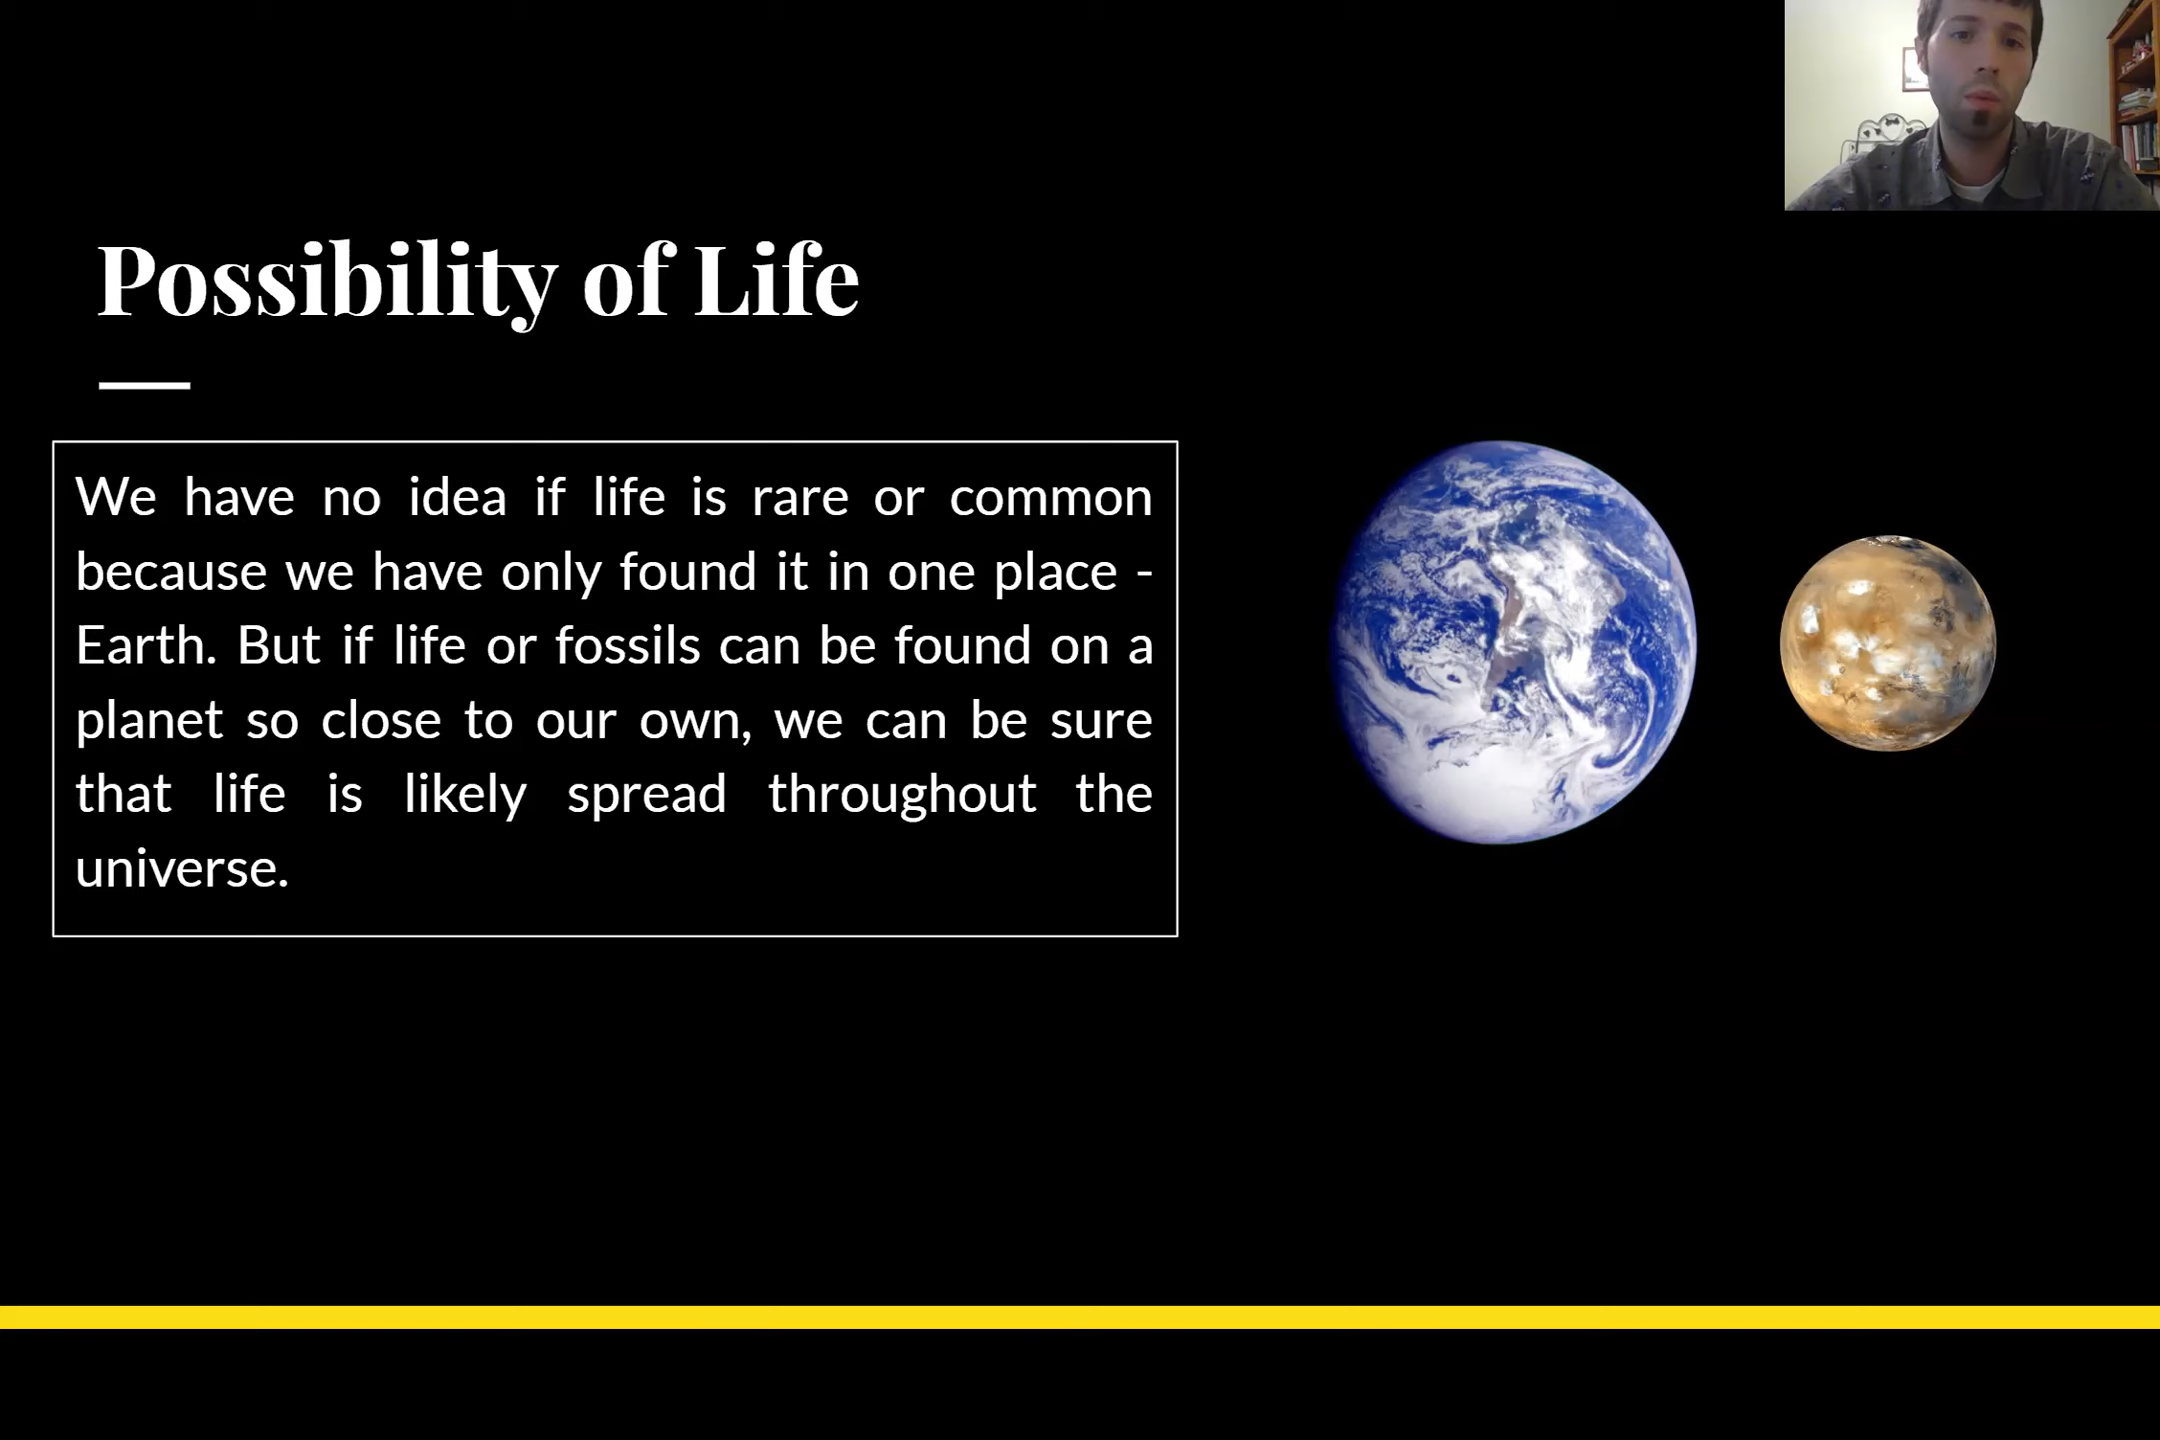 Possibility of Life
We have no idea if life is rare or common
because we have only found it in one place -
Earth. But if life or fossils can be found on a
planet so close to our own, we can be sure
that life is likely spread throughout the
universe.